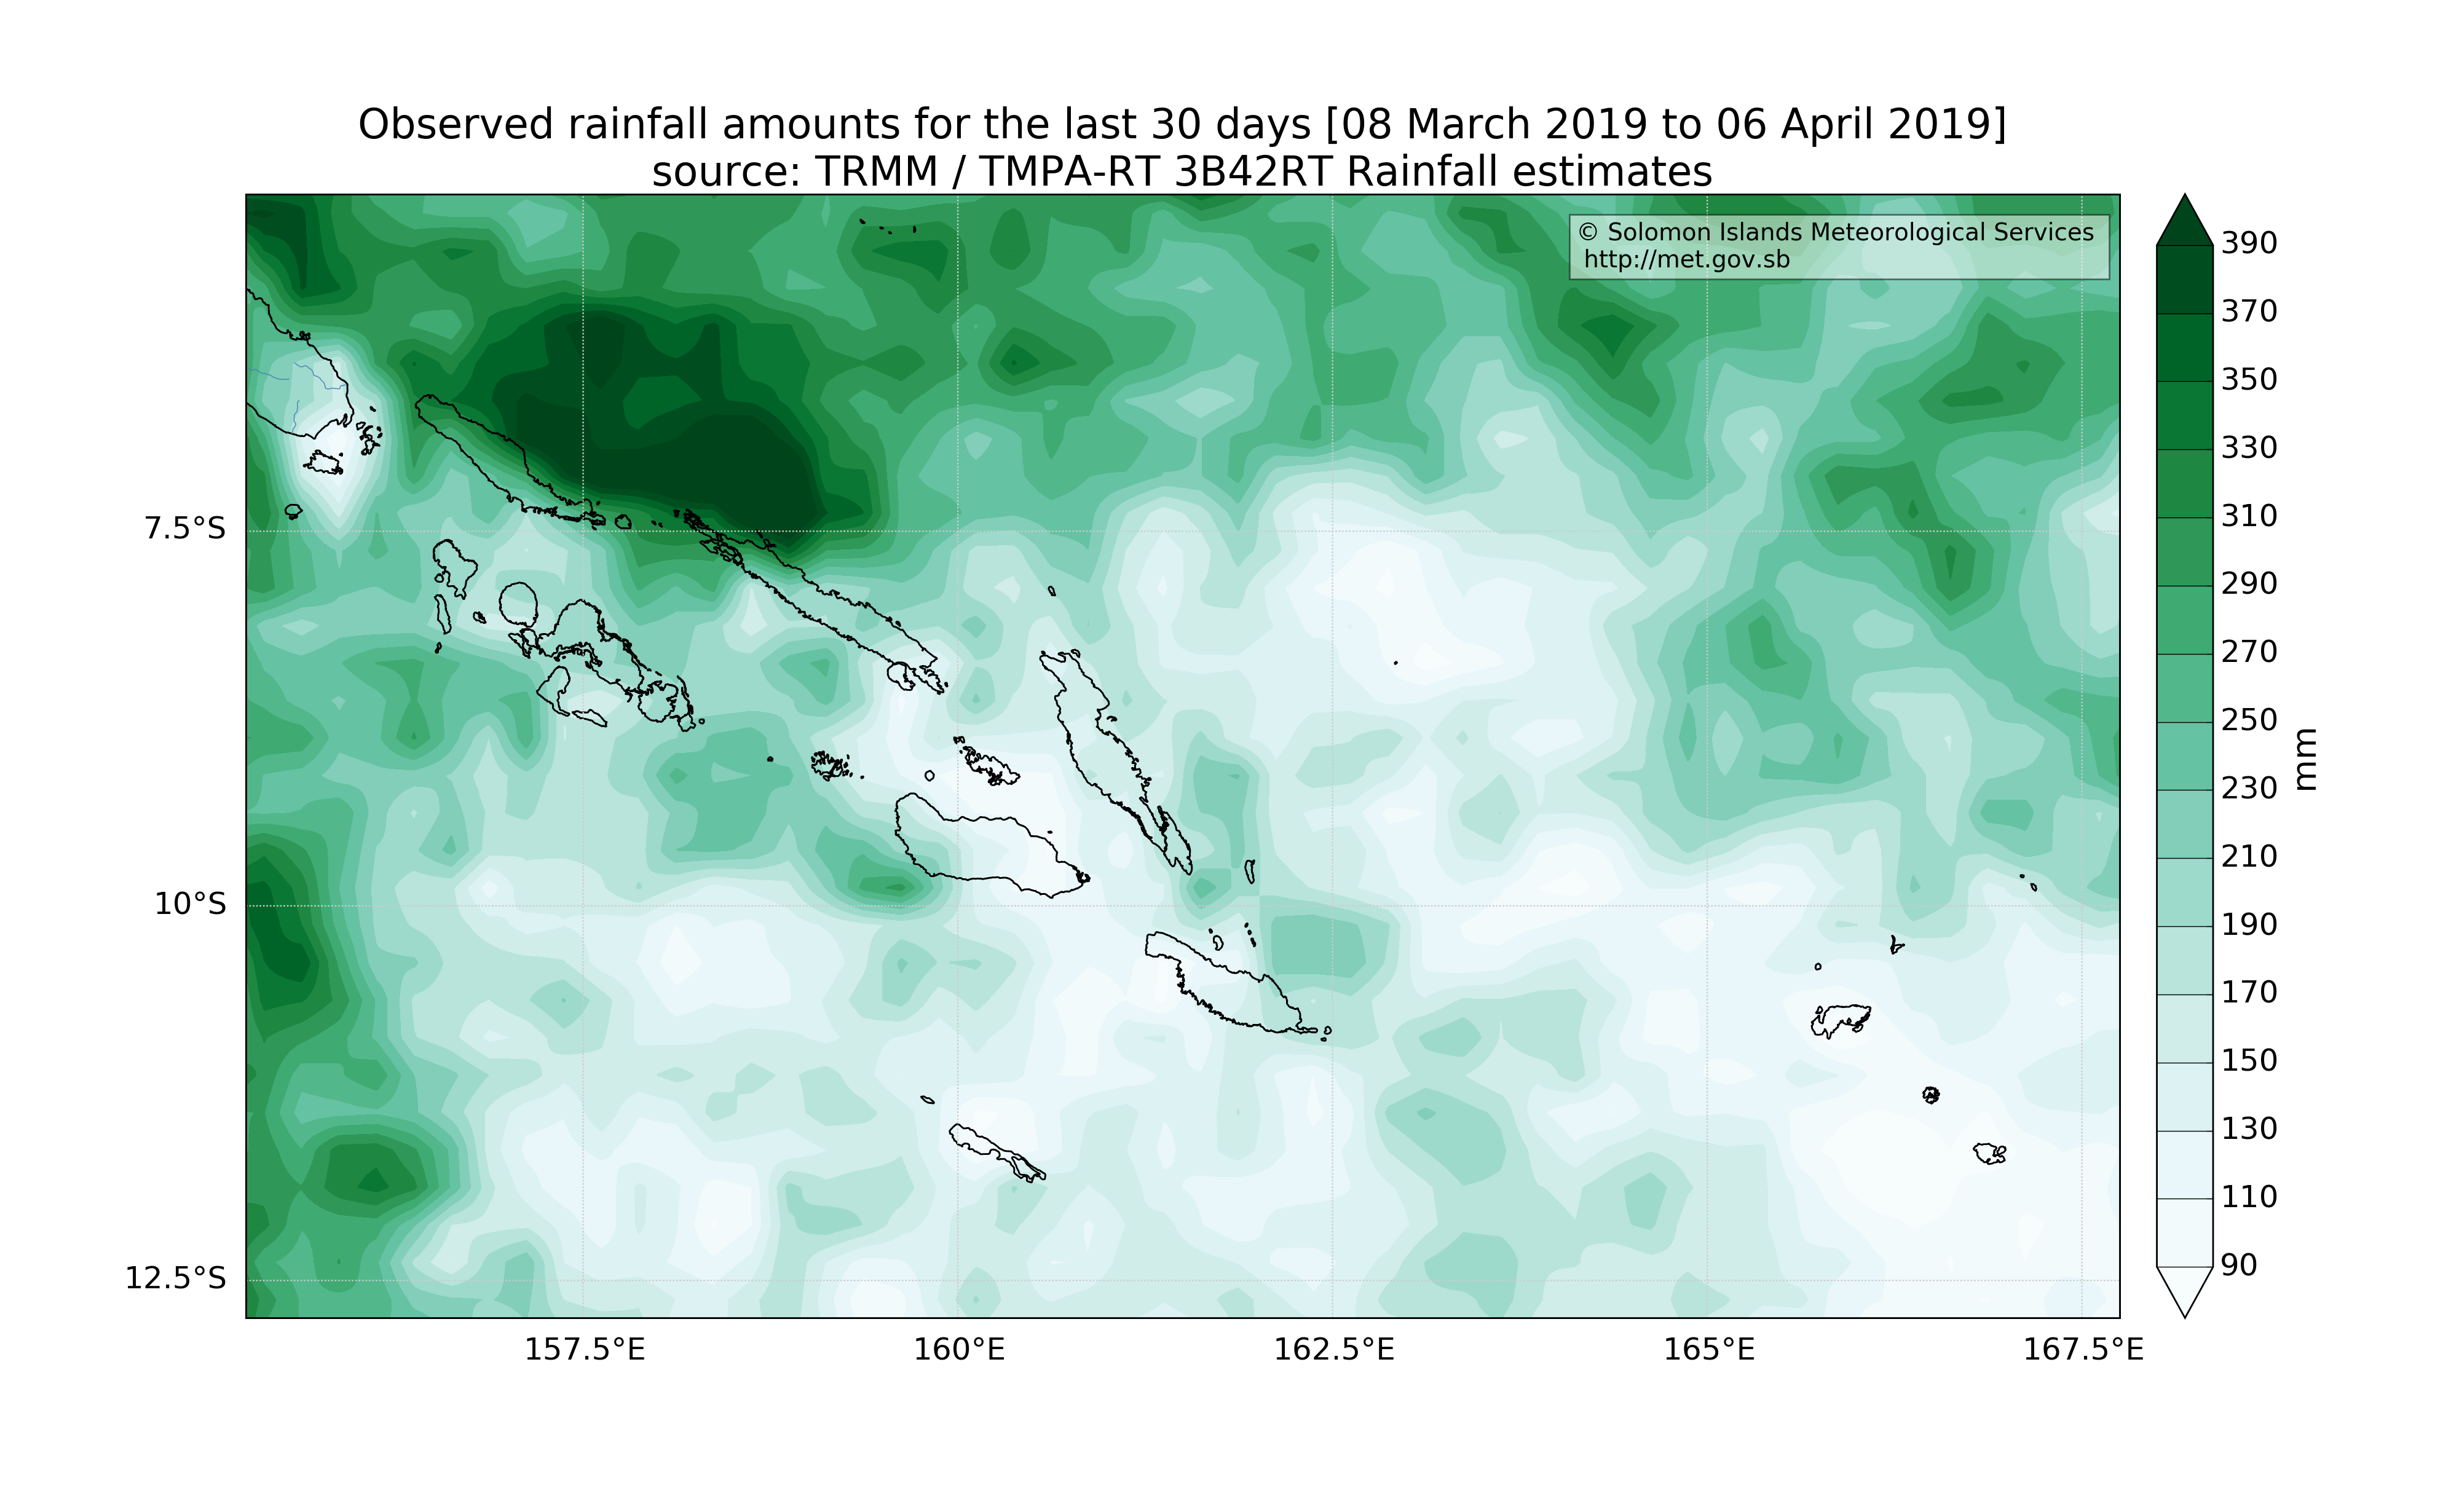 Observed rainfall amounts for the last 30 days [08 March 2019 to 06 April 2019]
source: TRMM / TMPA-RT 3B42RT Rainfall estimates
© Solomon Islands Meteorological Services
http://met.gov.sb
7.5°S
10°S
12.5°S
157.5°E
160°E
162.5°E
165°E
167.5°E
390
370
350
330
310
290
270
250
230
210
190
170
150
130
110
90
mm